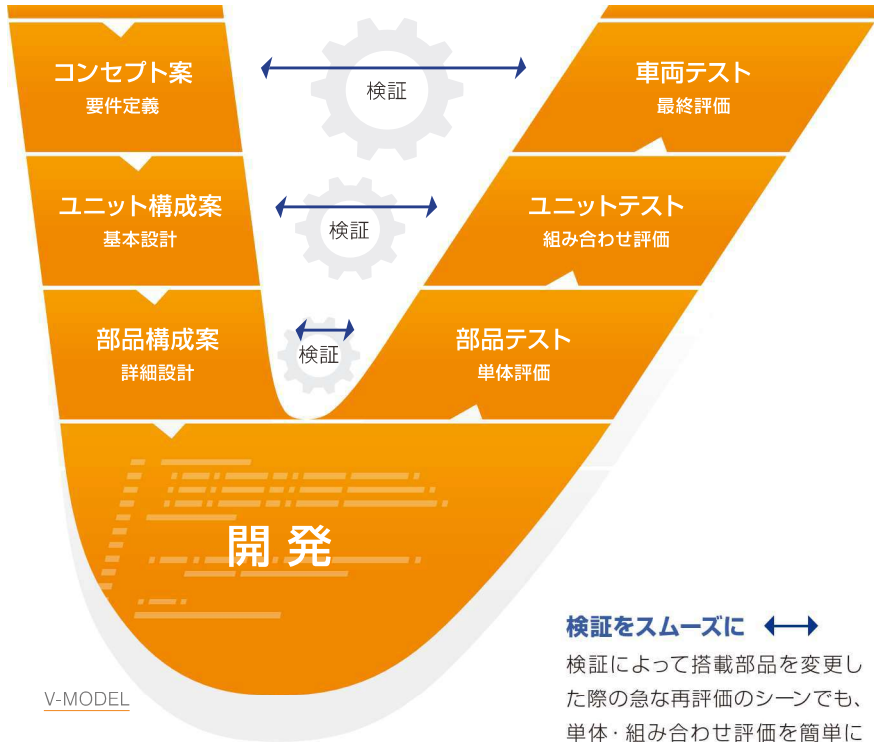 コンセプト案
要件定義
検証
車両テスト
最終評価
ユニット構成案
基本設計
検証
ユニットテスト
組み合わせ評価
部品構成案
詳細設計
検証
部品テスト
単体評価
開発
V-MODEL
検証をスムーズに
検証によって搭載部品を変更し
た際の急な再評価のシーンでも、
単体・組み合わせ評価を簡単に